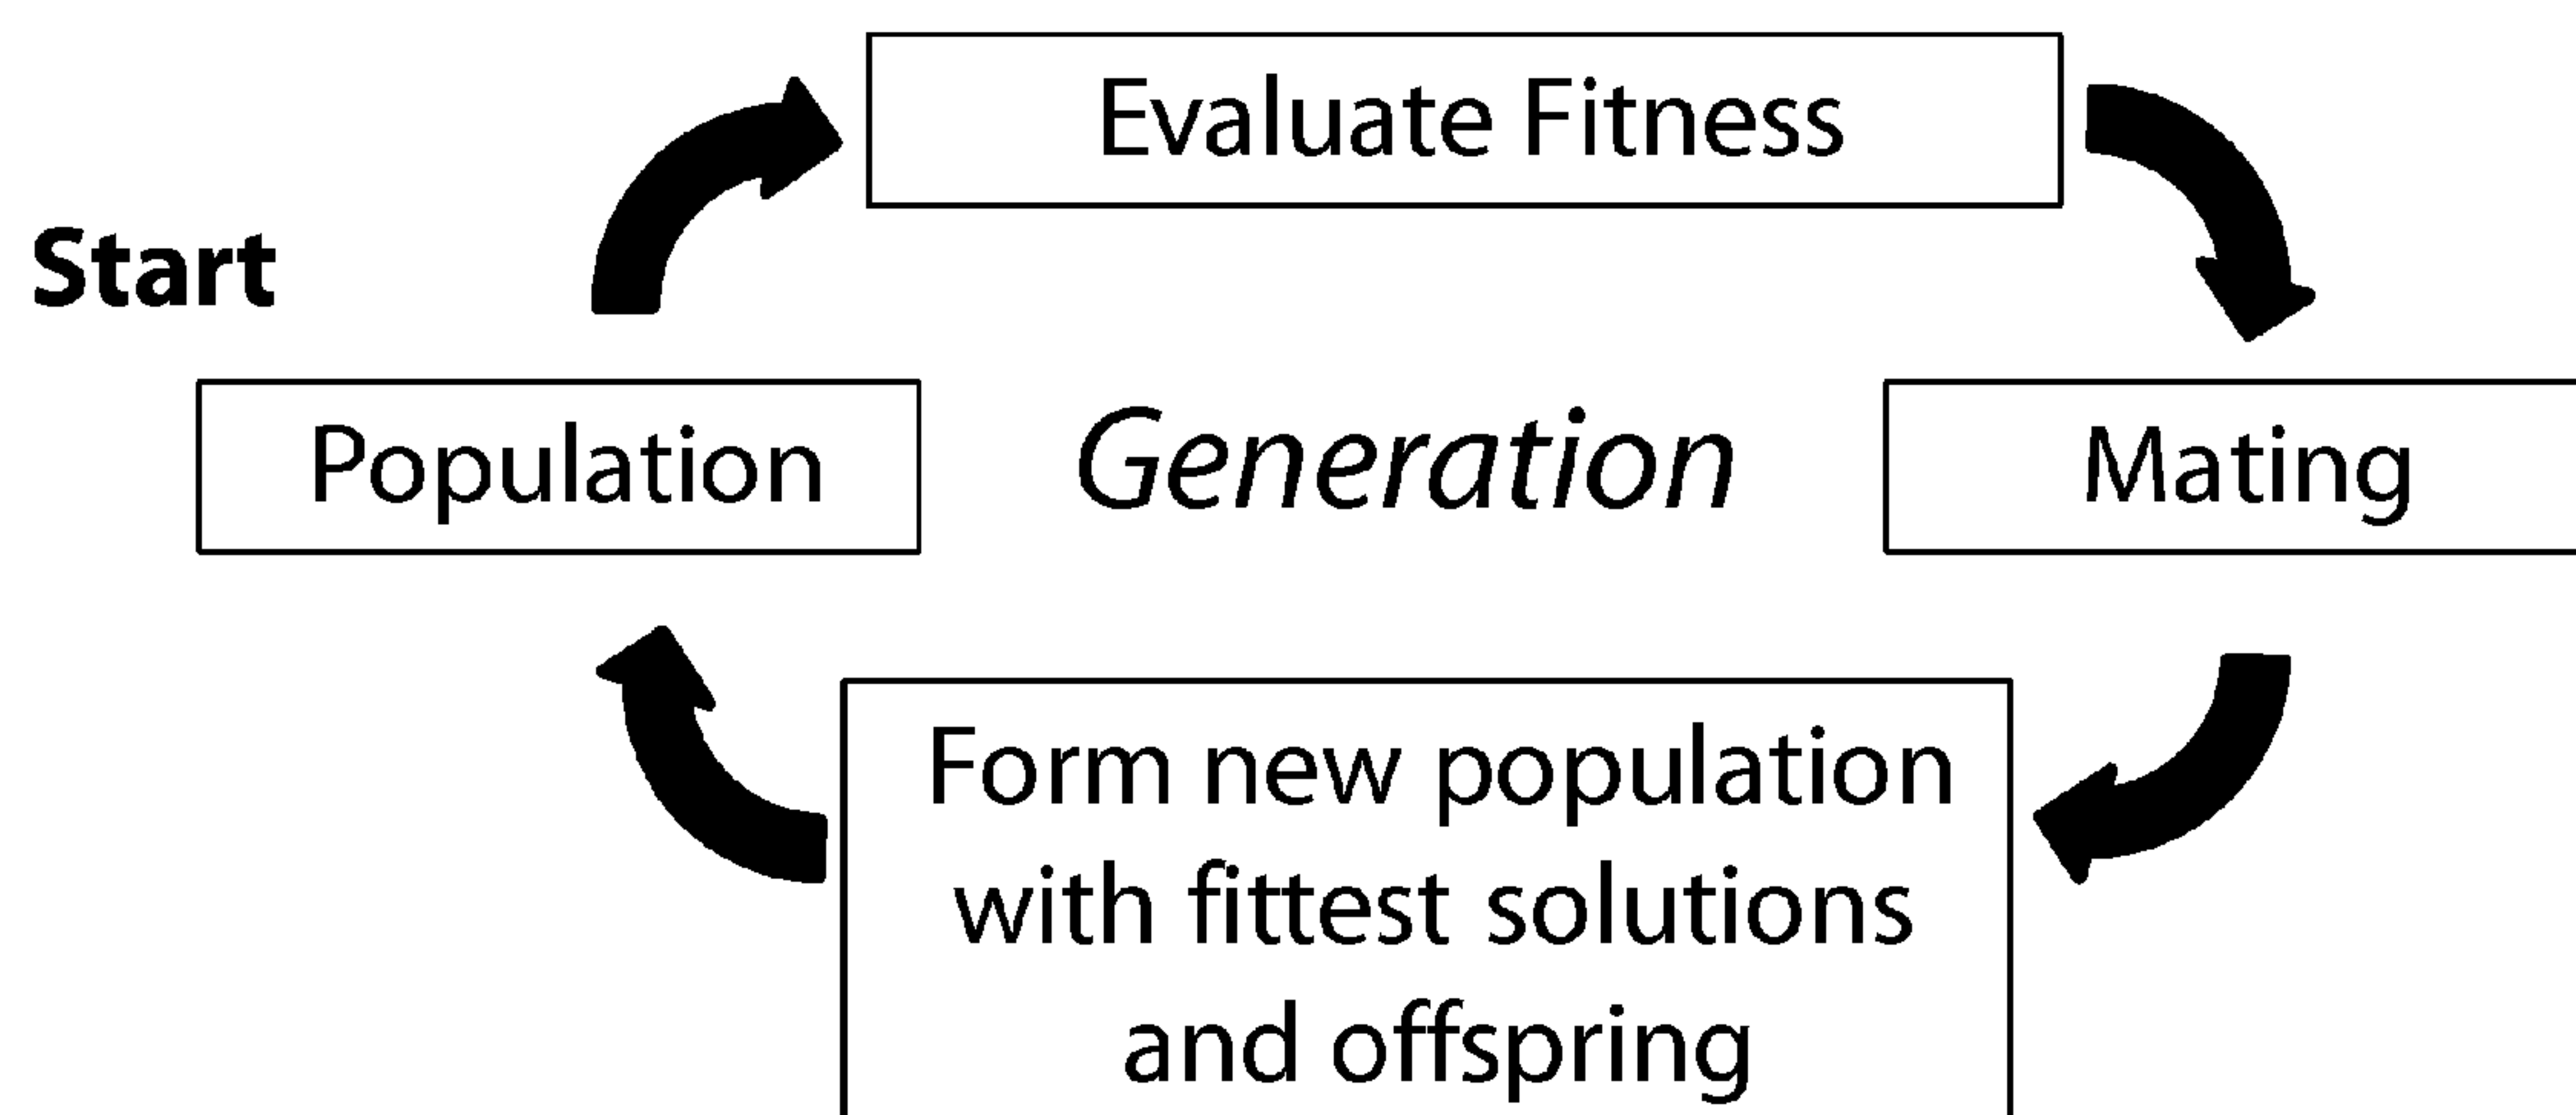 Evaluate Fitness
Start
Population
Generation
Mating
Form new population
with fittest solutions
and offspring